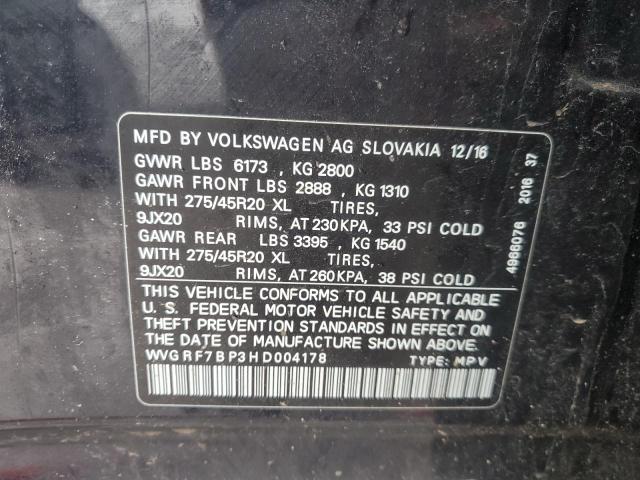 MFD BY VOLKSWAGEN AG SLOVAKIA 12/16
GVWR LBS 6173 , KG 2800
GAWR FRONT LBS 2888 , KG 1310
WITH 275/45R20 XL TIRES,
9JX20 RIMS, AT 230KPA, 33 PSI COLD
GAWR REAR LBS 3395 , KG 1540
WITH 275/45R20 XL TIRES,
9JX20 RIMS, AT 260KPA, 38 PSI COLD
THIS VEHICLE CONFORMS TO ALL APPLICABLE
U. S. FEDERAL MOTOR VEHICLE SAFETY AND
THEFT PREVENTION STANDARDS IN EFFECT ON
THE DATE OF MANUFACTURE SHOWN ABOVE.
WVGRF7BP3HD004178 TYPE: MPV
4966076 2016 37